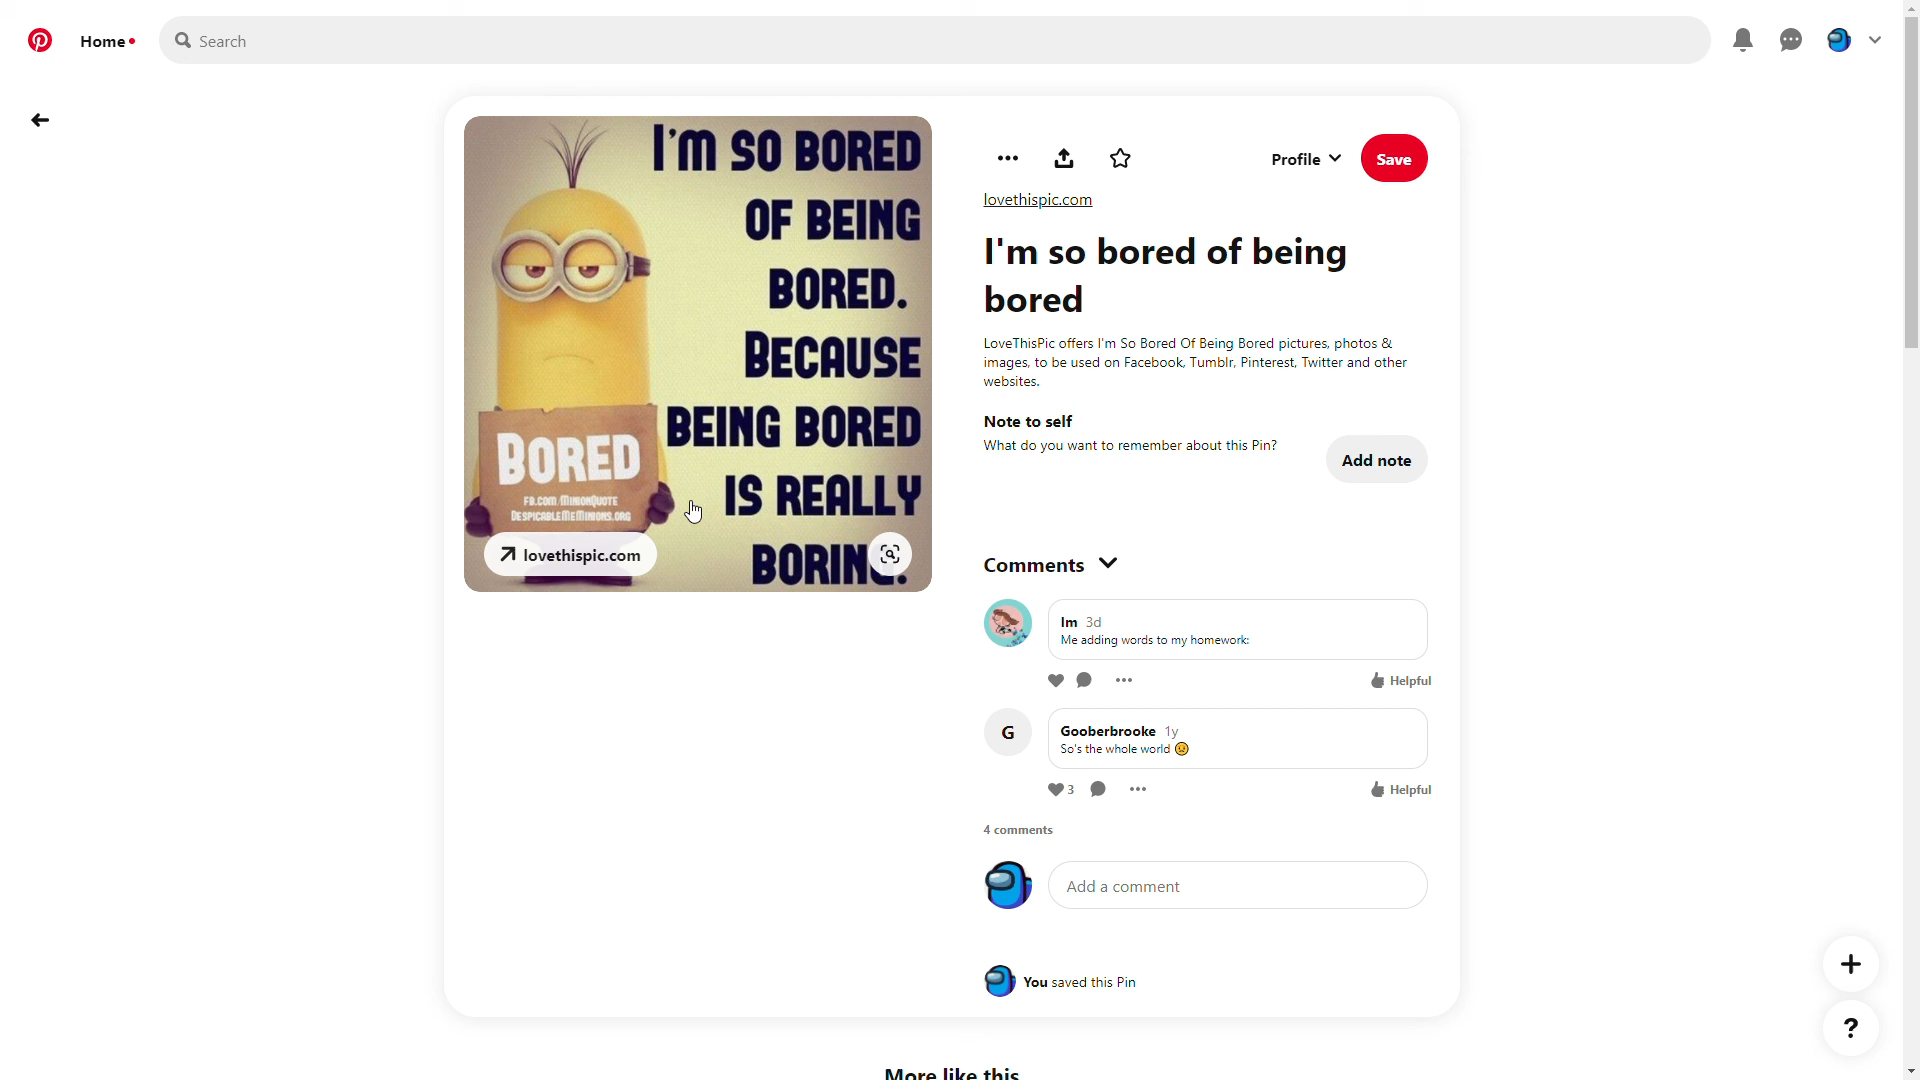 Home
Search
I'm so bored
of being
bored.
Because
being bored
is really
boring.
Bored
fb.com/MinionQuote
DespicableMeMinions.org
lovethispic.com
Profile
Save
lovethispic.com
I'm so bored of being
bored
LoveThisPic offers I'm So Bored Of Being Bored pictures, photos &
images, to be used on Facebook, Tumblr, Pinterest, Twitter and other
websites.
Note to self
What do you want to remember about this Pin?
Add note
Comments
Im 3d
Me adding words to my homework:
Helpful
G
Gooberbrooke 1y
So's the whole world 😥
3
Helpful
4 comments
Add a comment
You saved this Pin
More like this